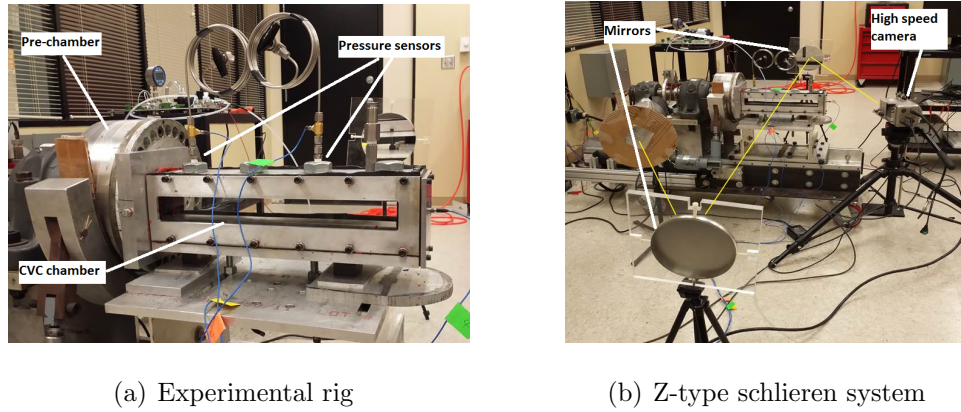 Pre-chamber
Pressure sensors
CVC chamber
Mirrors
High speed
camera
(a) Experimental rig
(b) Z-type schlieren system